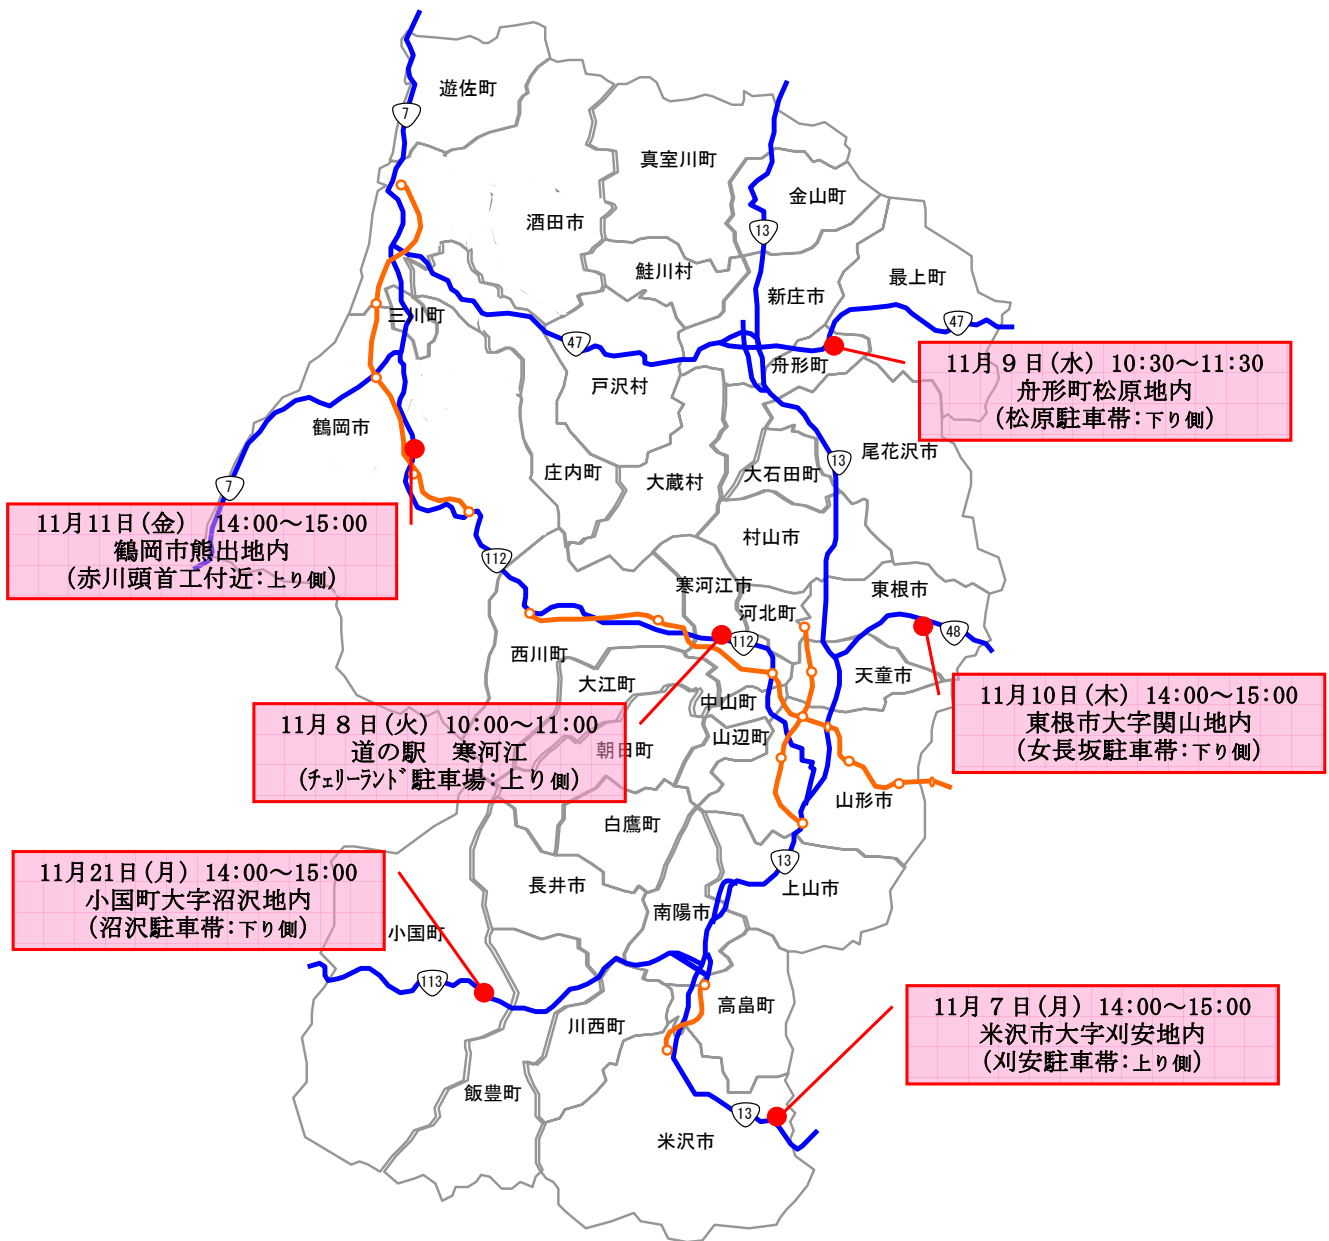 遊佐町
7
真室川町
金山町
酒田市
13
鮭川村
最上町
新庄市
三川町
47
47
舟形町
戸沢村
11月９日(水) 10:30～11:30
舟形町松原地内
(松原駐車帯:下り側)
鶴岡市
尾花沢市
13
庄内町
大蔵村
大石田町
7
11月11日(金)　14:00～15:00
鶴岡市熊出地内
(赤川頭首工付近:上り側)
村山市
112
寒河江市
東根市
河北町
48
112
西川町
天童市
大江町
中山町
11月10日(木) 14:00～15:00
東根市大字関山地内
(女長坂駐車帯:下り側)
11月８日(火) 10:00～11:00
道の駅　寒河江
(ﾁｪﾘｰﾗﾝﾄﾞ駐車場:上り側)
朝日町
山辺町
山形市
白鷹町
13
11月21日(月) 14:00～15:00
小国町大字沼沢地内
(沼沢駐車帯:下り側)
長井市
上山市
南陽市
小国町
113
高畠町
川西町
11月７日(月) 14:00～15:00
米沢市大字刈安地内
(刈安駐車帯:上り側)
飯豊町
13
米沢市